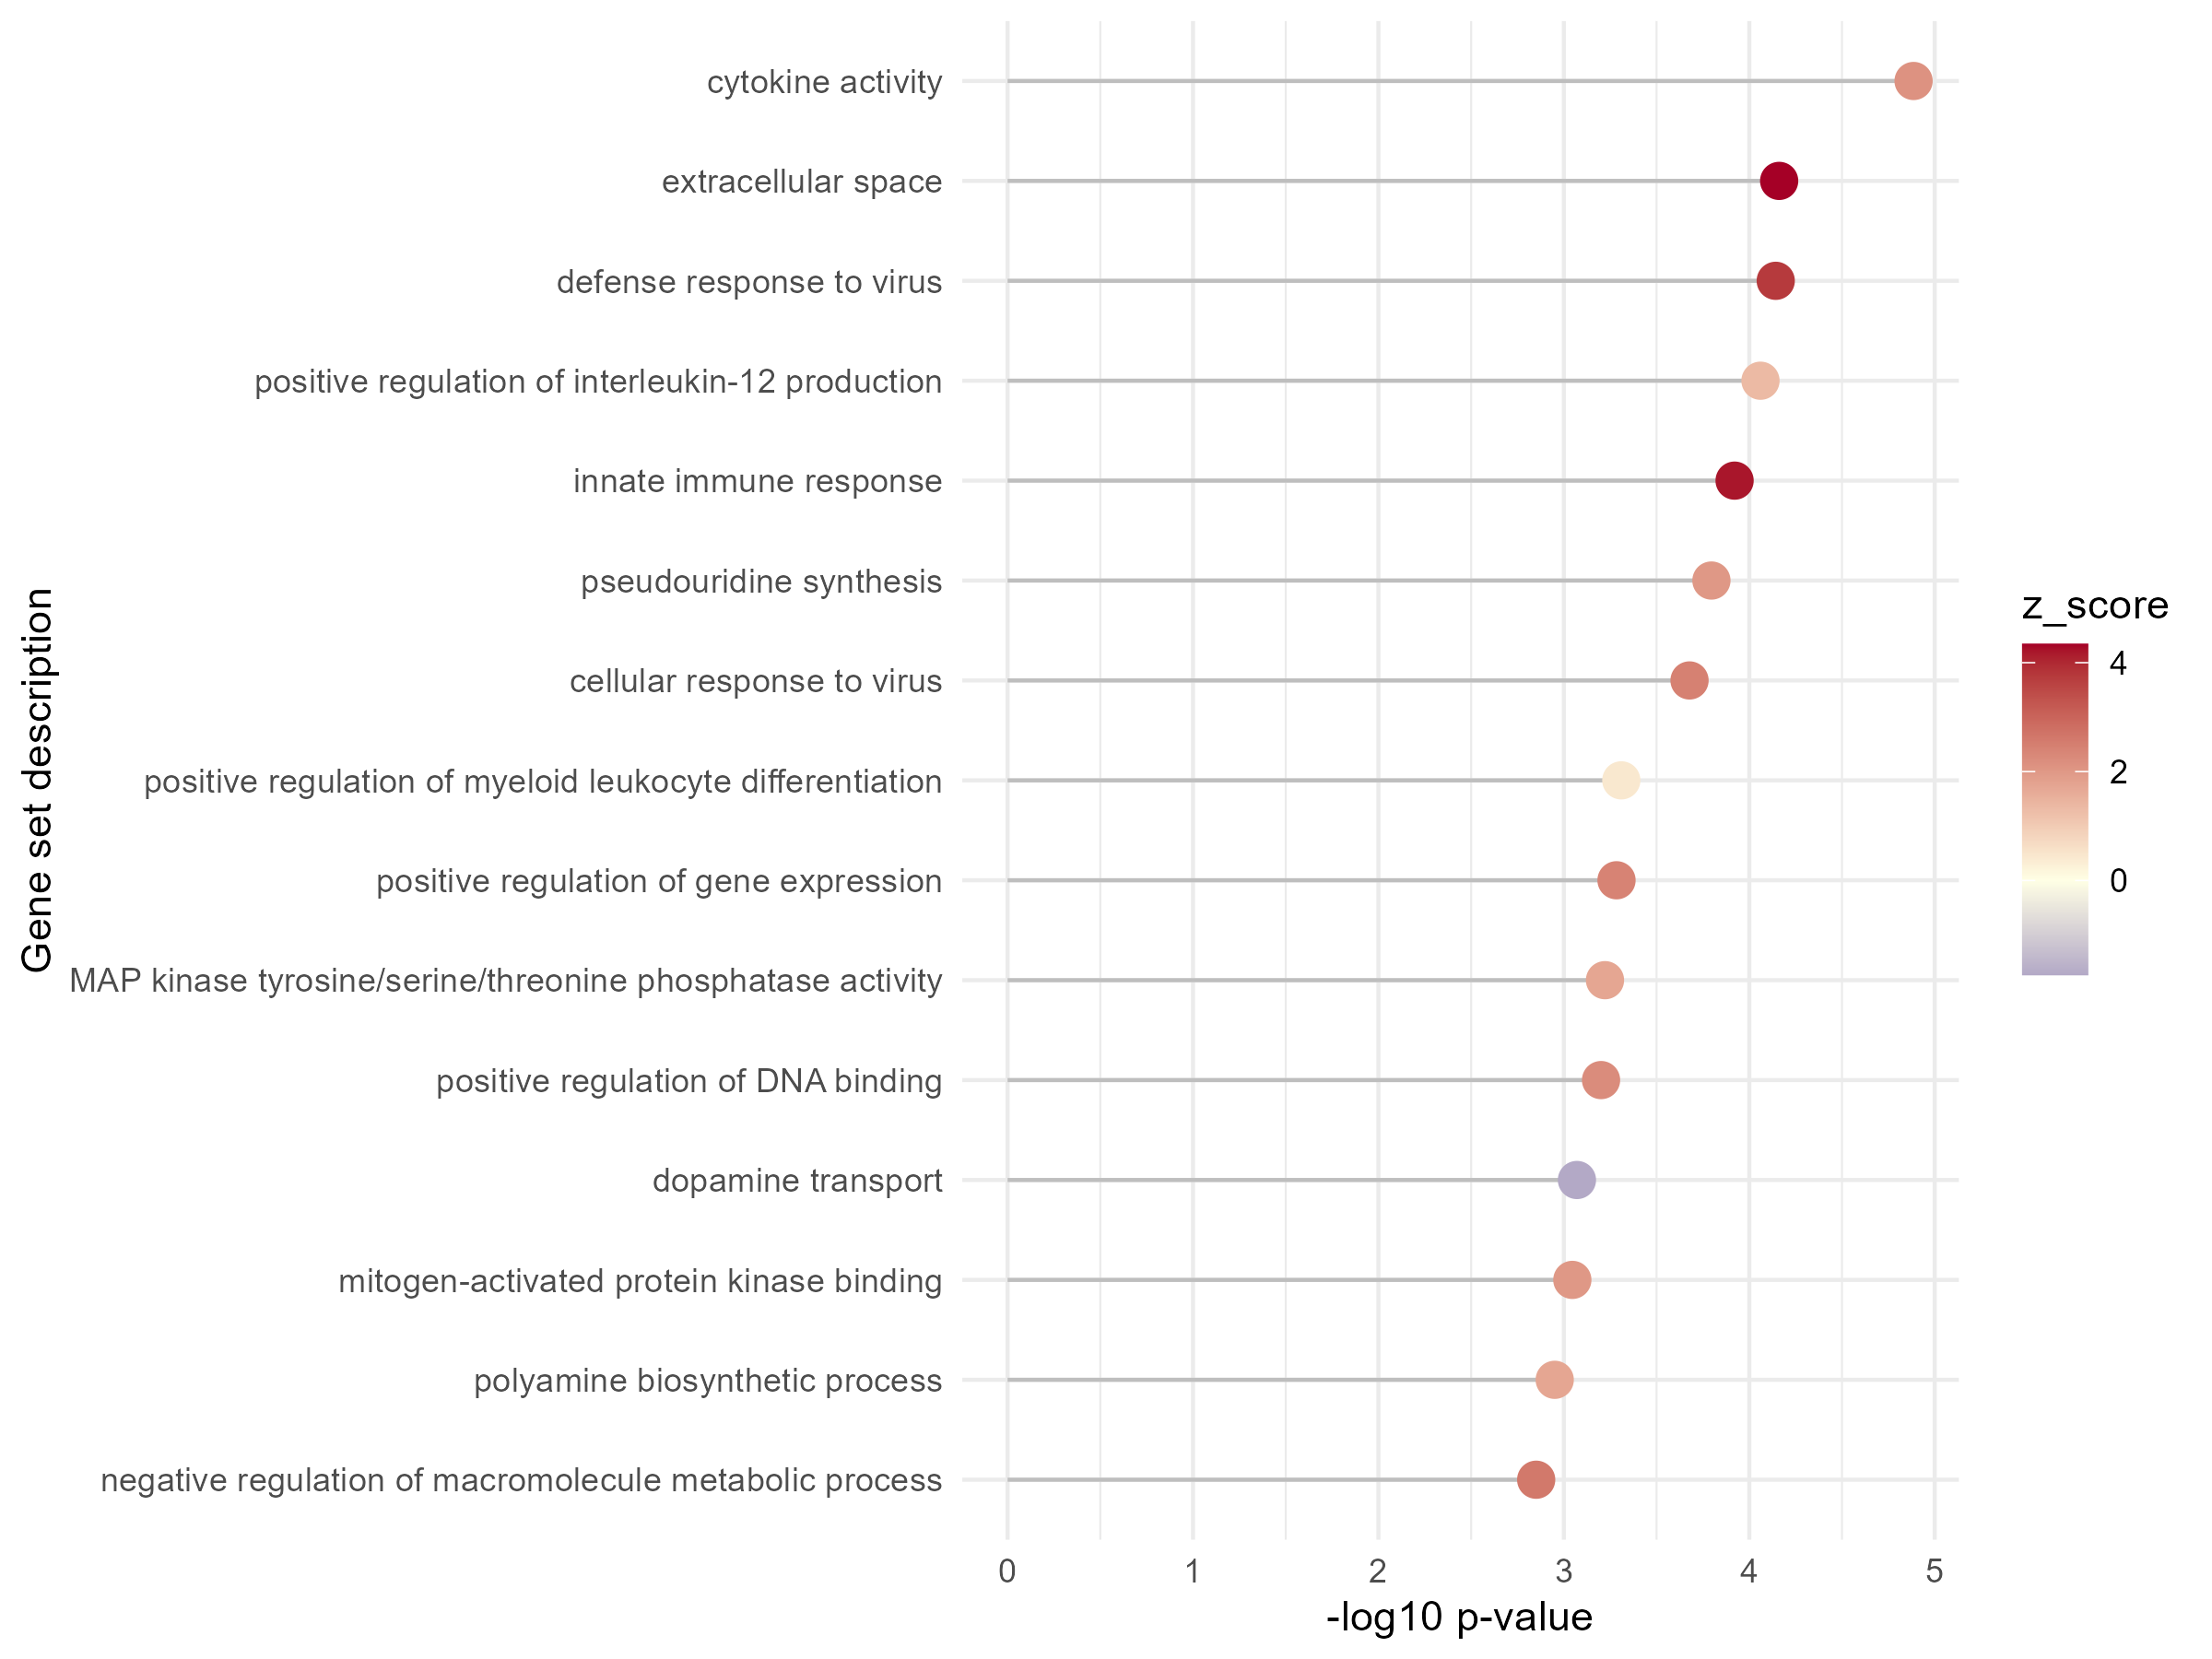 cytokine activity
extracellular space
defense response to virus
positive regulation of interleukin-12 production
innate immune response
pseudouridine synthesis
cellular response to virus
positive regulation of myeloid leukocyte differentiation
positive regulation of gene expression
MAP kinase tyrosine/serine/threonine phosphatase activity
positive regulation of DNA binding
dopamine transport
mitogen-activated protein kinase binding
polyamine biosynthetic process
negative regulation of macromolecule metabolic process
Gene set description
0 1 2 3 4 5
-log10 p-value
z_score
4
2
0